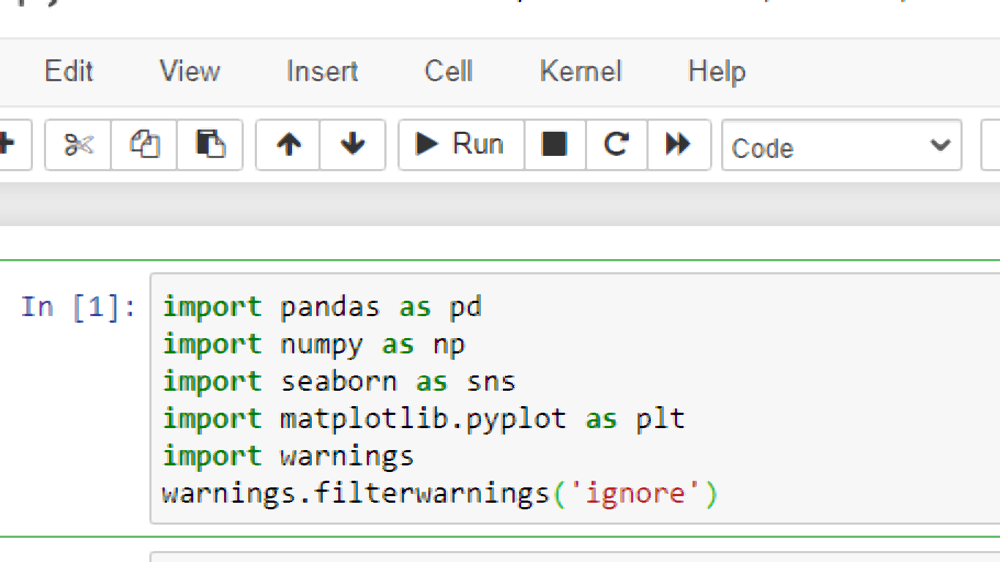 Edit View Insert Cell Kernel Help
Run Code
In [1]:
import pandas as pd
import numpy as np
import seaborn as sns
import matplotlib.pyplot as plt
import warnings
warnings.filterwarnings('ignore')